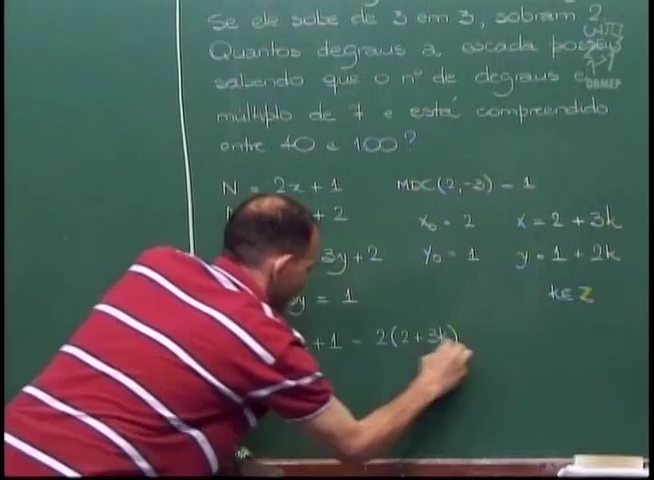 Se ele sobe de 3 em 3, sobram 2.
Quantos degraus a escada possui
sabendo que o nº de degraus é
múltiplo de 7 e está compreendido
entre 40 e 100?
N = 2x + 1
+ 2
3y + 2
y = 1
+ 1 = 2(2 + 3k)
MDC(2,-3) = 1
x₀ = 2
y₀ = 1
x = 2 + 3k
y = 1 + 2k
k ∈ Z
OBMEP